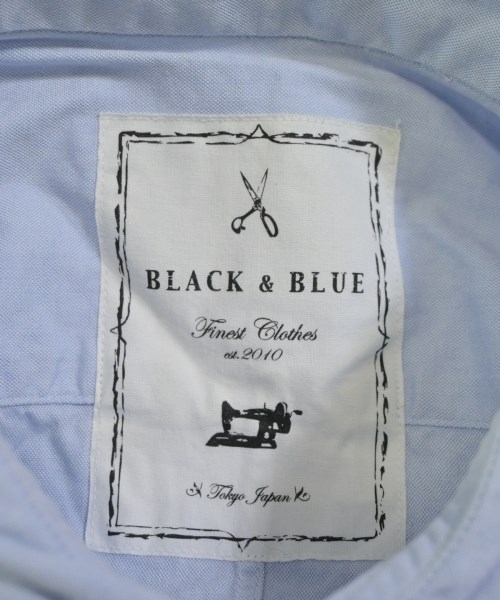 BLACK & BLUE
Finest Clothes
est. 2010
Tokyo Japan